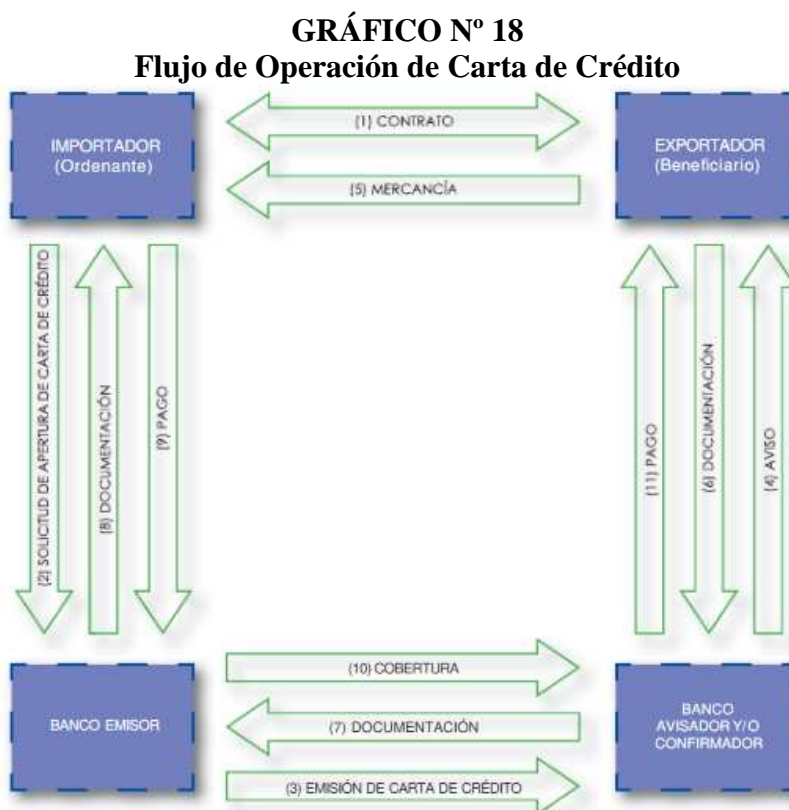 GRÁFICO Nº 18
Flujo de Operación de Carta de Crédito
IMPORTADOR
(Ordenante)
(1) CONTRATO
EXPORTADOR
(Beneficiario)
(5) MERCANCÍA
(2) SOLICITUD DE APERTURA DE CARTA DE CRÉDITO
(8) DOCUMENTACIÓN
(9) PAGO
(11) PAGO
(6) DOCUMENTACIÓN
(4) AVISO
BANCO EMISOR
(10) COBERTURA
(7) DOCUMENTACIÓN
(3) EMISIÓN DE CARTA DE CRÉDITO
BANCO
AVISADOR Y/O
CONFIRMADOR